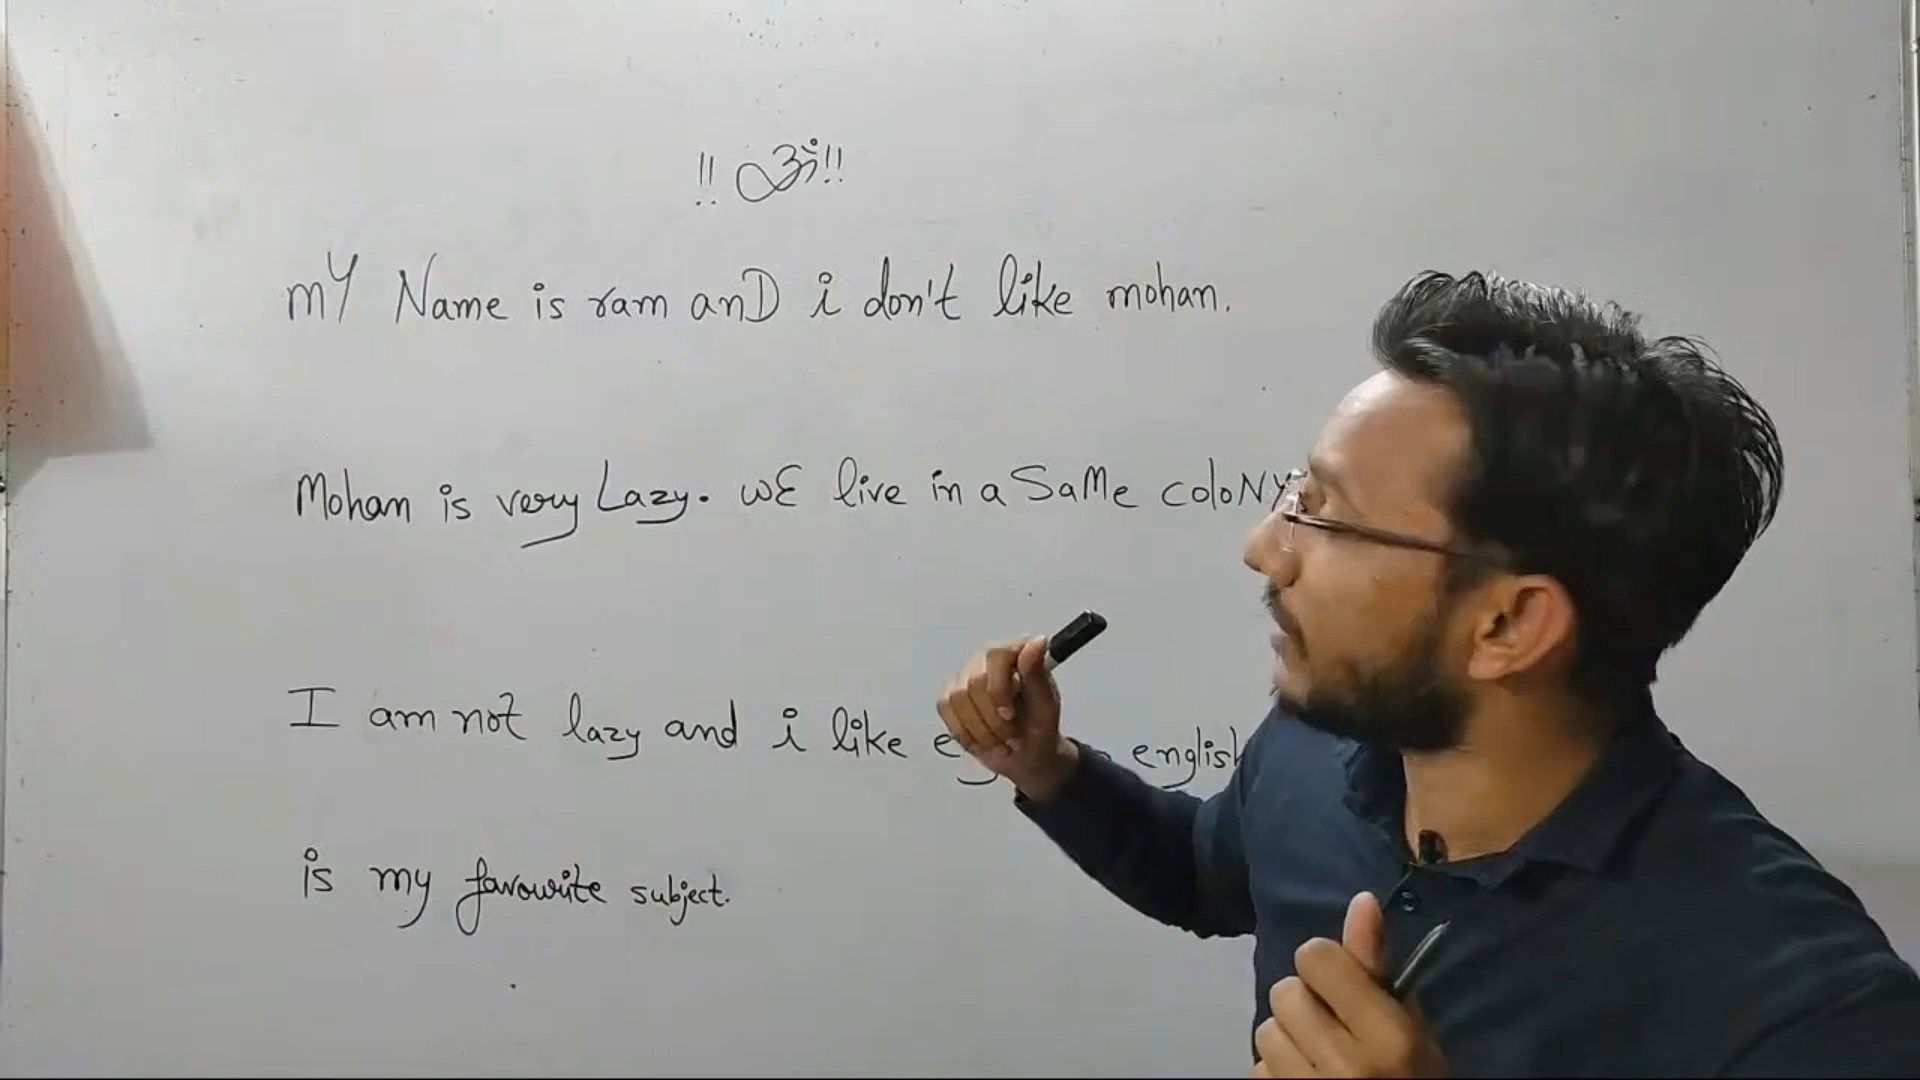 !! ॐ !!
mY Name is ram anD i don't like mohan.
Mohan is very Lazy. wE live in a SaMe coloNY
I am not lazy and i like english
is my favourite subject.